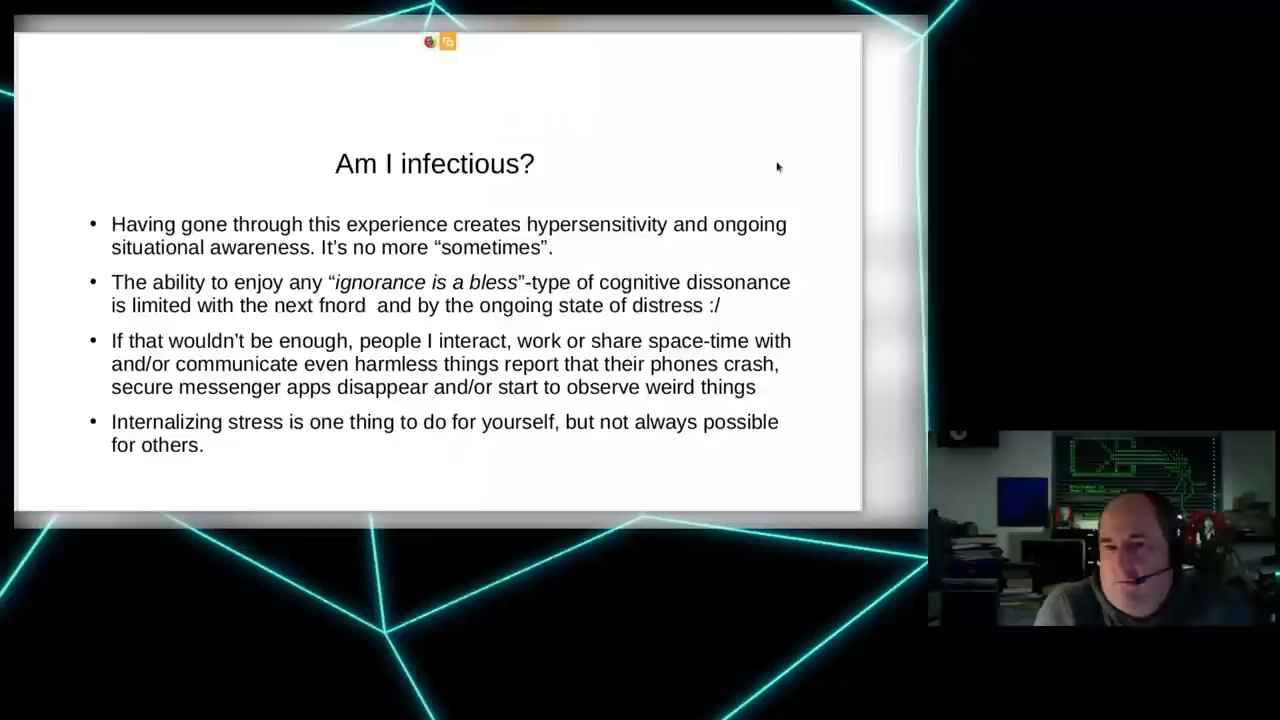 Am I infectious?
• Having gone through this experience creates hypersensitivity and ongoing
situational awareness. It’s no more “sometimes”.
• The ability to enjoy any “ignorance is a bless”-type of cognitive dissonance
is limited with the next fnord  and by the ongoing state of distress :/
• If that wouldn’t be enough, people I interact, work or share space-time with
and/or communicate even harmless things report that their phones crash,
secure messenger apps disappear and/or start to observe weird things
• Internalizing stress is one thing to do for yourself, but not always possible
for others.